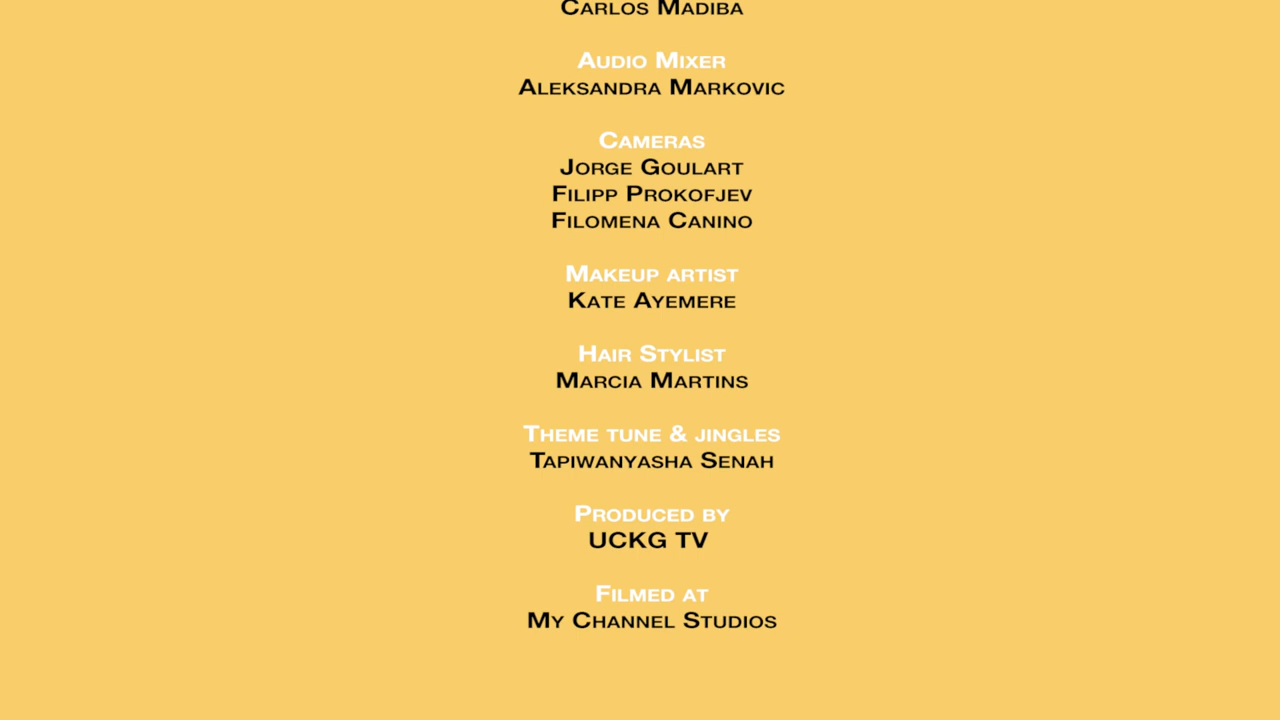 Carlos Madiba
Audio Mixer
Aleksandra Markovic
Cameras
Jorge Goulart
Filipp Prokofjev
Filomena Canino
Makeup artist
Kate Ayemere
Hair Stylist
Marcia Martins
Theme tune & jingles
Tapiwanyasha Senah
Produced by
UCKG TV
Filmed at
My Channel Studios